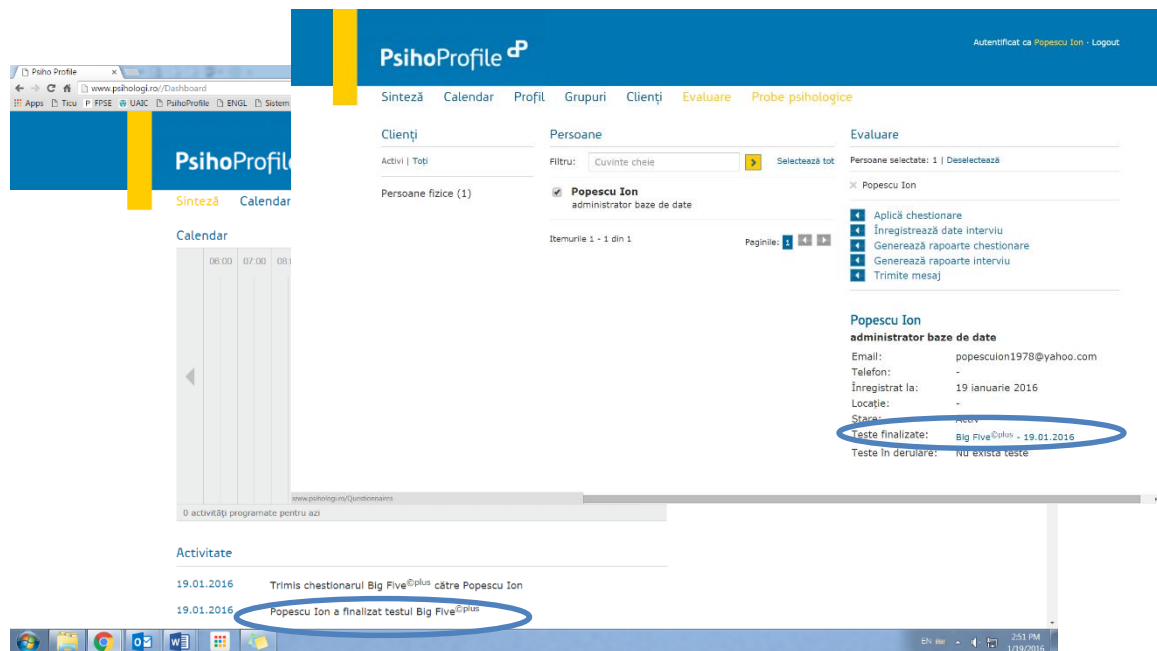 Psiho Profile
www.psihologi.ro//Dashboard
Apps Ticu FPSE UAIC PsihoProfile ENGL Sistem
PsihoProfile
Sinteză Calendar
Calendar
06:00 07:00
0 activități programate pentru azi
Activitate
19.01.2016 Trimis chestionarul Big Five©plus către Popescu Ion
19.01.2016 Popescu Ion a finalizat testul Big Five©plus
EN
2:51 PM
1/19/2016
PsihoProfile
Autentificat ca Popescu Ion · Logout
Sinteză Calendar Profil Grupuri Clienți Evaluare Probe psihologice
Clienți
Activi | Toți
Persoane fizice (1)
Persoane
Filtru: Cuvinte cheie Selectează tot
Popescu Ion
administrator baze de date
Itemurile 1 - 1 din 1 Paginile: 1
Evaluare
Persoane selectate: 1 | Deselectează
Popescu Ion
Aplică chestionare
Înregistrează date interviu
Generează rapoarte chestionare
Generează rapoarte interviu
Trimite mesaj
Popescu Ion
administrator baze de date
Email: popescuion1978@yahoo.com
Telefon: -
Înregistrat la: 19 ianuarie 2016
Locație: -
Stare: Activ
Teste finalizate: Big Five©plus - 19.01.2016
Teste în derulare: Nu există teste
www.psihologi.ro/Questionnaires